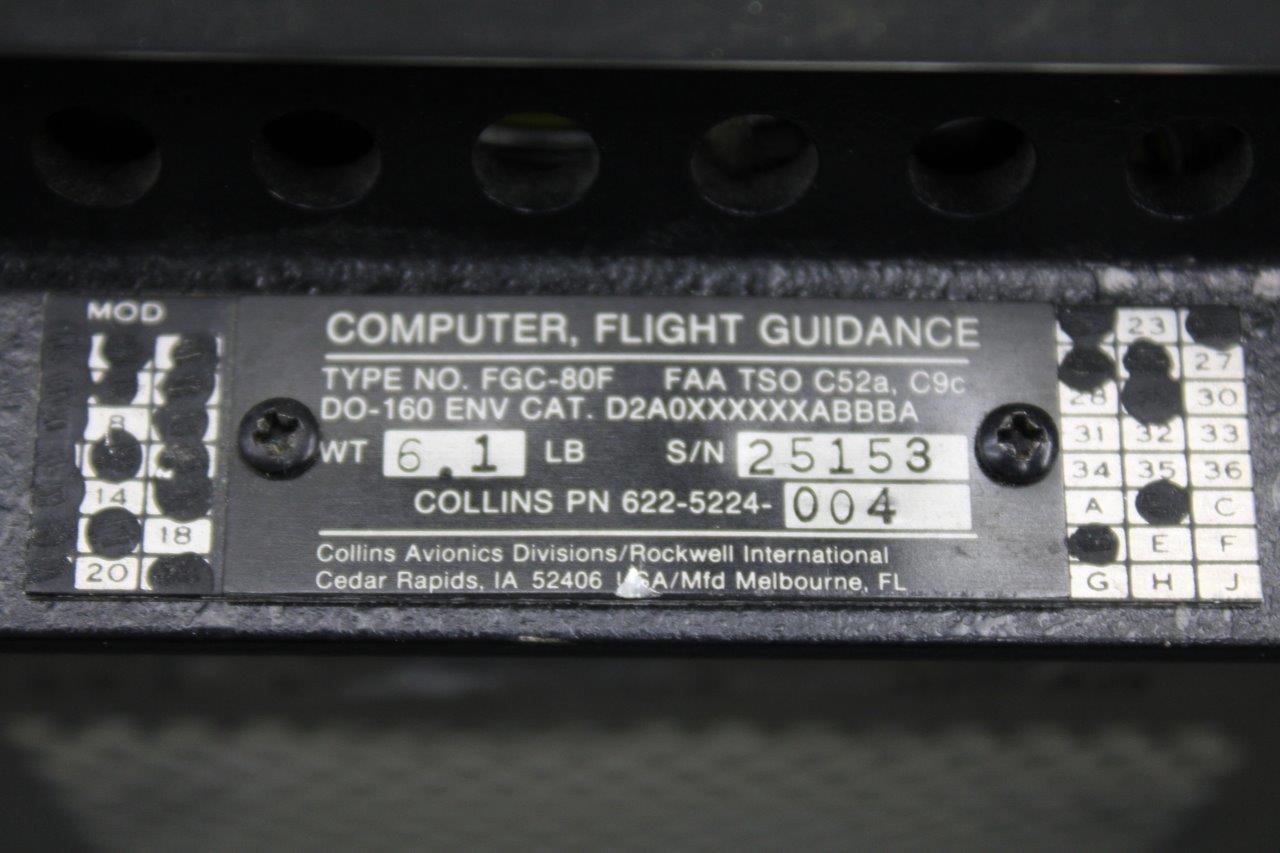 MOD
8
14
18
20
COMPUTER, FLIGHT GUIDANCE
TYPE NO. FGC-80F FAA TSO C52a, C9c
DO-160 ENV CAT. D2A0XXXXXXABBBA
WT 6.1 LB S/N 25153
COLLINS PN 622-5224-004
Collins Avionics Divisions/Rockwell International
Cedar Rapids, IA 52406 USA/Mfd Melbourne, FL
23
27
28 30
31 32 33
34 35 36
A C
E F
G H J